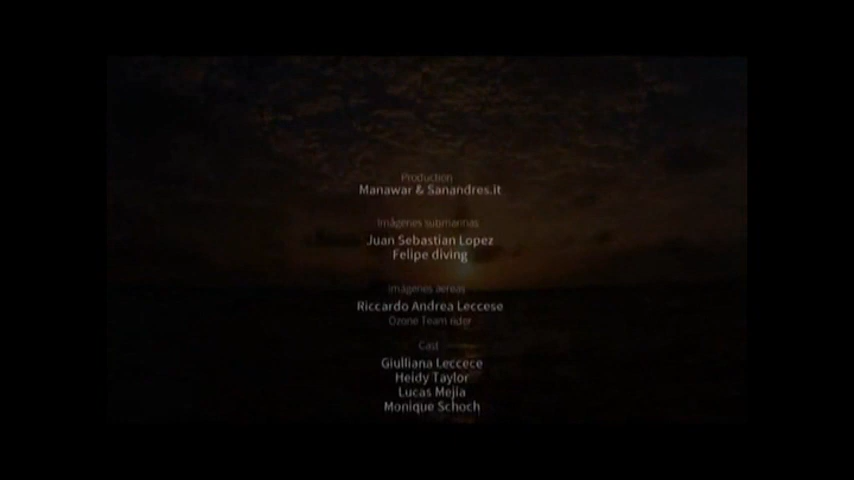 Production
Manawar & Sanandres.it
Imágenes submarinas
Juan Sebastian Lopez
Felipe diving
Imágenes aereas
Riccardo Andrea Leccese
Ozone Team rider
Cast
Giulliana Leccece
Heidy Taylor
Lucas Mejia
Monique Schoch